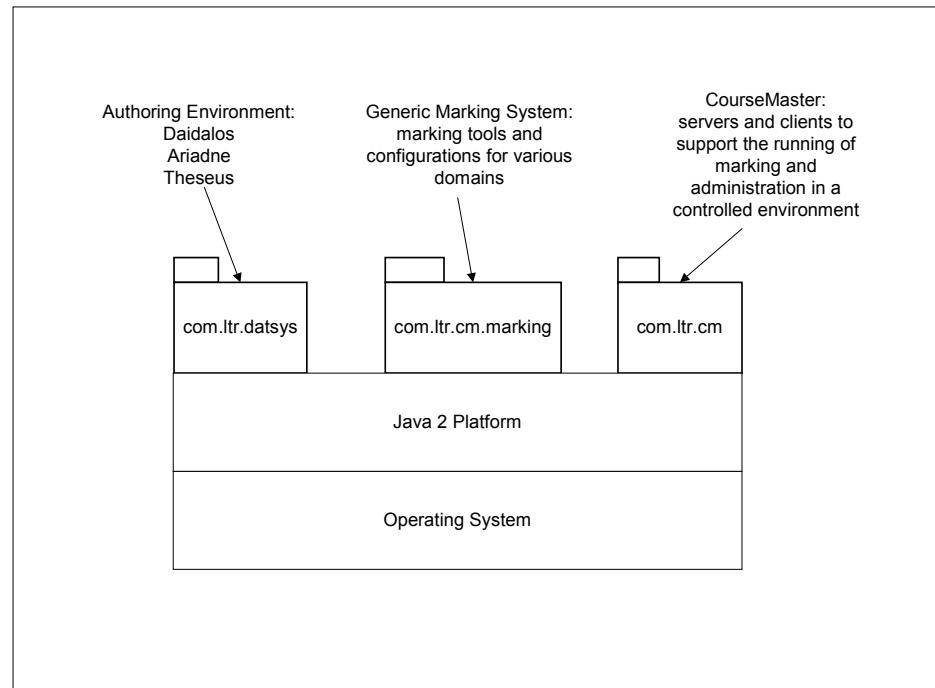 Authoring Environment:
Daidalos
Ariadne
Theseus
Generic Marking System:
marking tools and
configurations for various
domains
CourseMaster:
servers and clients to
support the running of
marking and
administration in a
controlled environment
com.ltr.datsys
com.ltr.cm.marking
com.ltr.cm
Java 2 Platform
Operating System